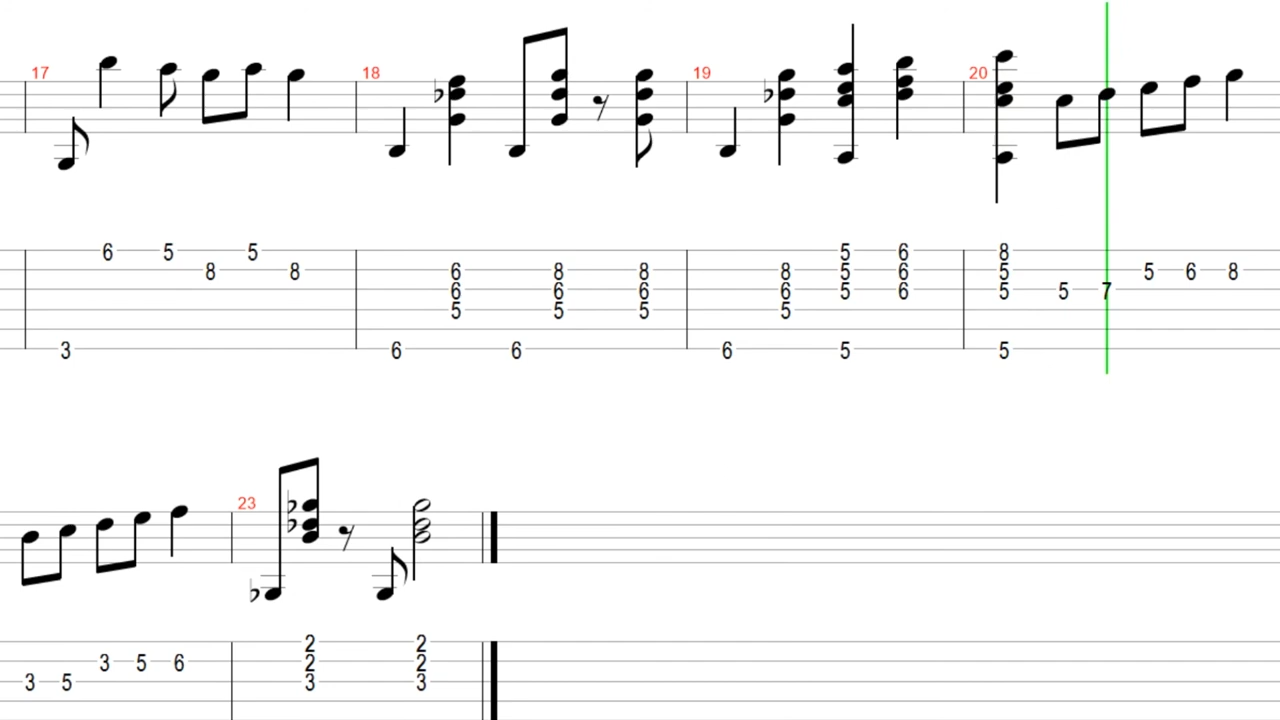 17 18 19 20
6 5 5 5 6 8
8 8 6 8 8 8 5 6 5 5 6 8
6 6 6 6 5 6 5 5 7
5 5 5 5
3 6 6 6 5 5
23
2 2
3 5 6 2 2
3 5 3 3